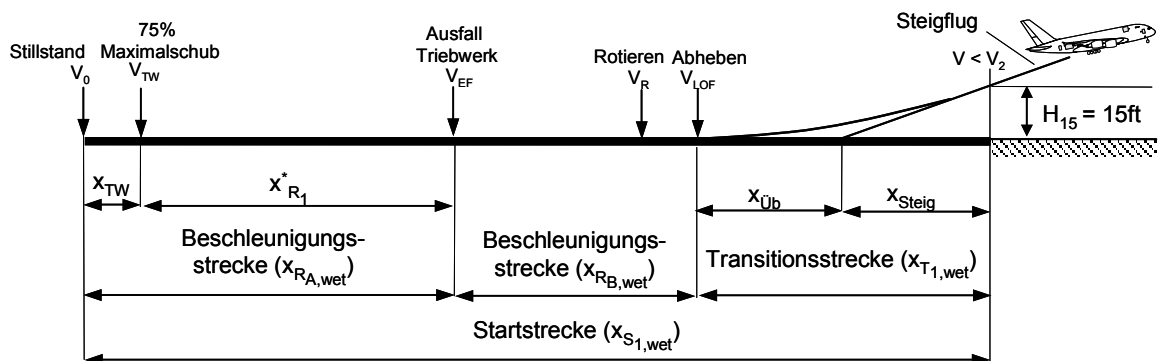 75%
Stillstand Maximalschub
V0 VTW
Ausfall
Triebwerk
VEF
Rotieren Abheben
VR VLOF
Steigflug
V < V2
H15 = 15ft
xTW x*R1 xÜb xSteig
Beschleunigungs- Beschleunigungs- Transitionsstrecke (xT1,wet)
strecke (xRA,wet) strecke (xRB,wet)
Startstrecke (xS1,wet)